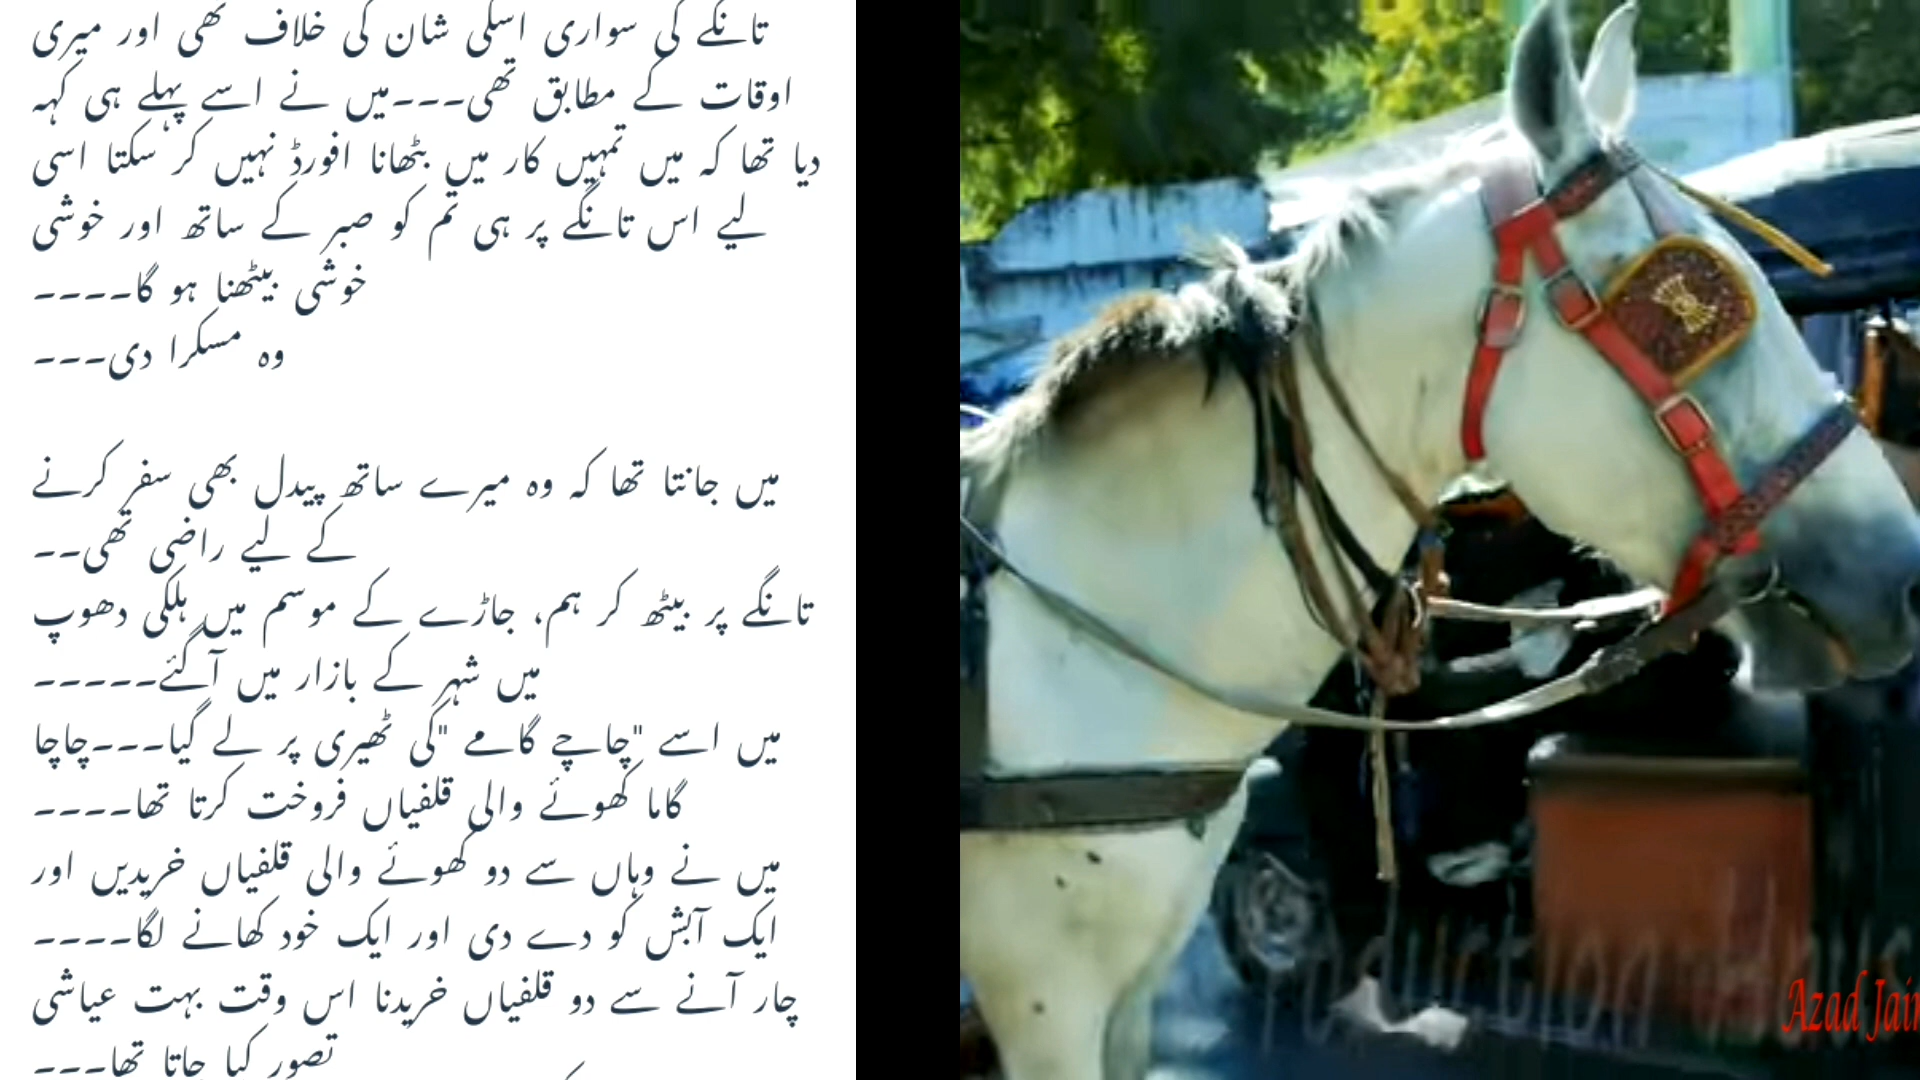 تانگے کی سواری اسکی شان کی خلاف تھی اور میری
اوقات کے مطابق تھی۔۔۔میں نے اسے پہلے ہی کہہ
دیا تھا کہ میں تمہیں کار میں بٹھانا افورڈ نہیں کر سکتا اسی
لیے اس تانگے پر ہی تم کو صبر کے ساتھ اور خوشی
خوشی بیٹھنا ہو گا۔۔۔۔
وہ مسکرا دی۔۔۔
میں جانتا تھا کہ وہ میرے ساتھ پیدل بھی سفر کرنے
کے لیے راضی تھی۔۔
تانگے پر بیٹھ کر ہم، جاڑے کے موسم میں ہلکی دھوپ
میں شہر کے بازار میں آگئے۔۔۔۔۔
میں اسے "چاچے گامے "کی ٹھیری پر لے گیا۔۔۔چاچا
گاما کھوئے والی قلفیاں فروخت کرتا تھا۔۔۔۔
میں نے وہاں سے دو کھوئے والی قلفیاں خریدیں اور
ایک آبش کو دے دی اور ایک خود کھانے لگا۔۔۔۔
چار آنے سے دو قلفیاں خریدنا اس وقت بہت عیاشی
تصور کیا جاتا تھا۔۔۔
Azad Jain